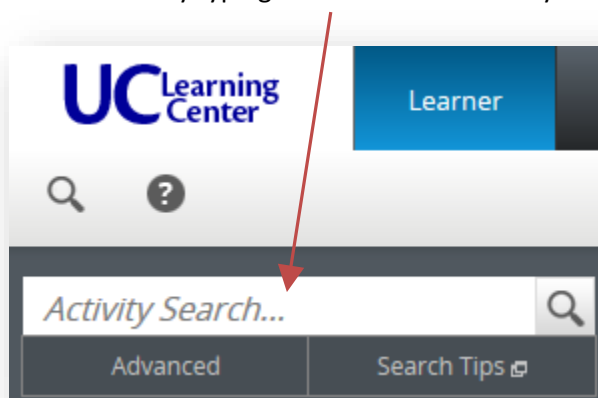 UC Learning
Center
Learner
?
Activity Search...
Advanced
Search Tips